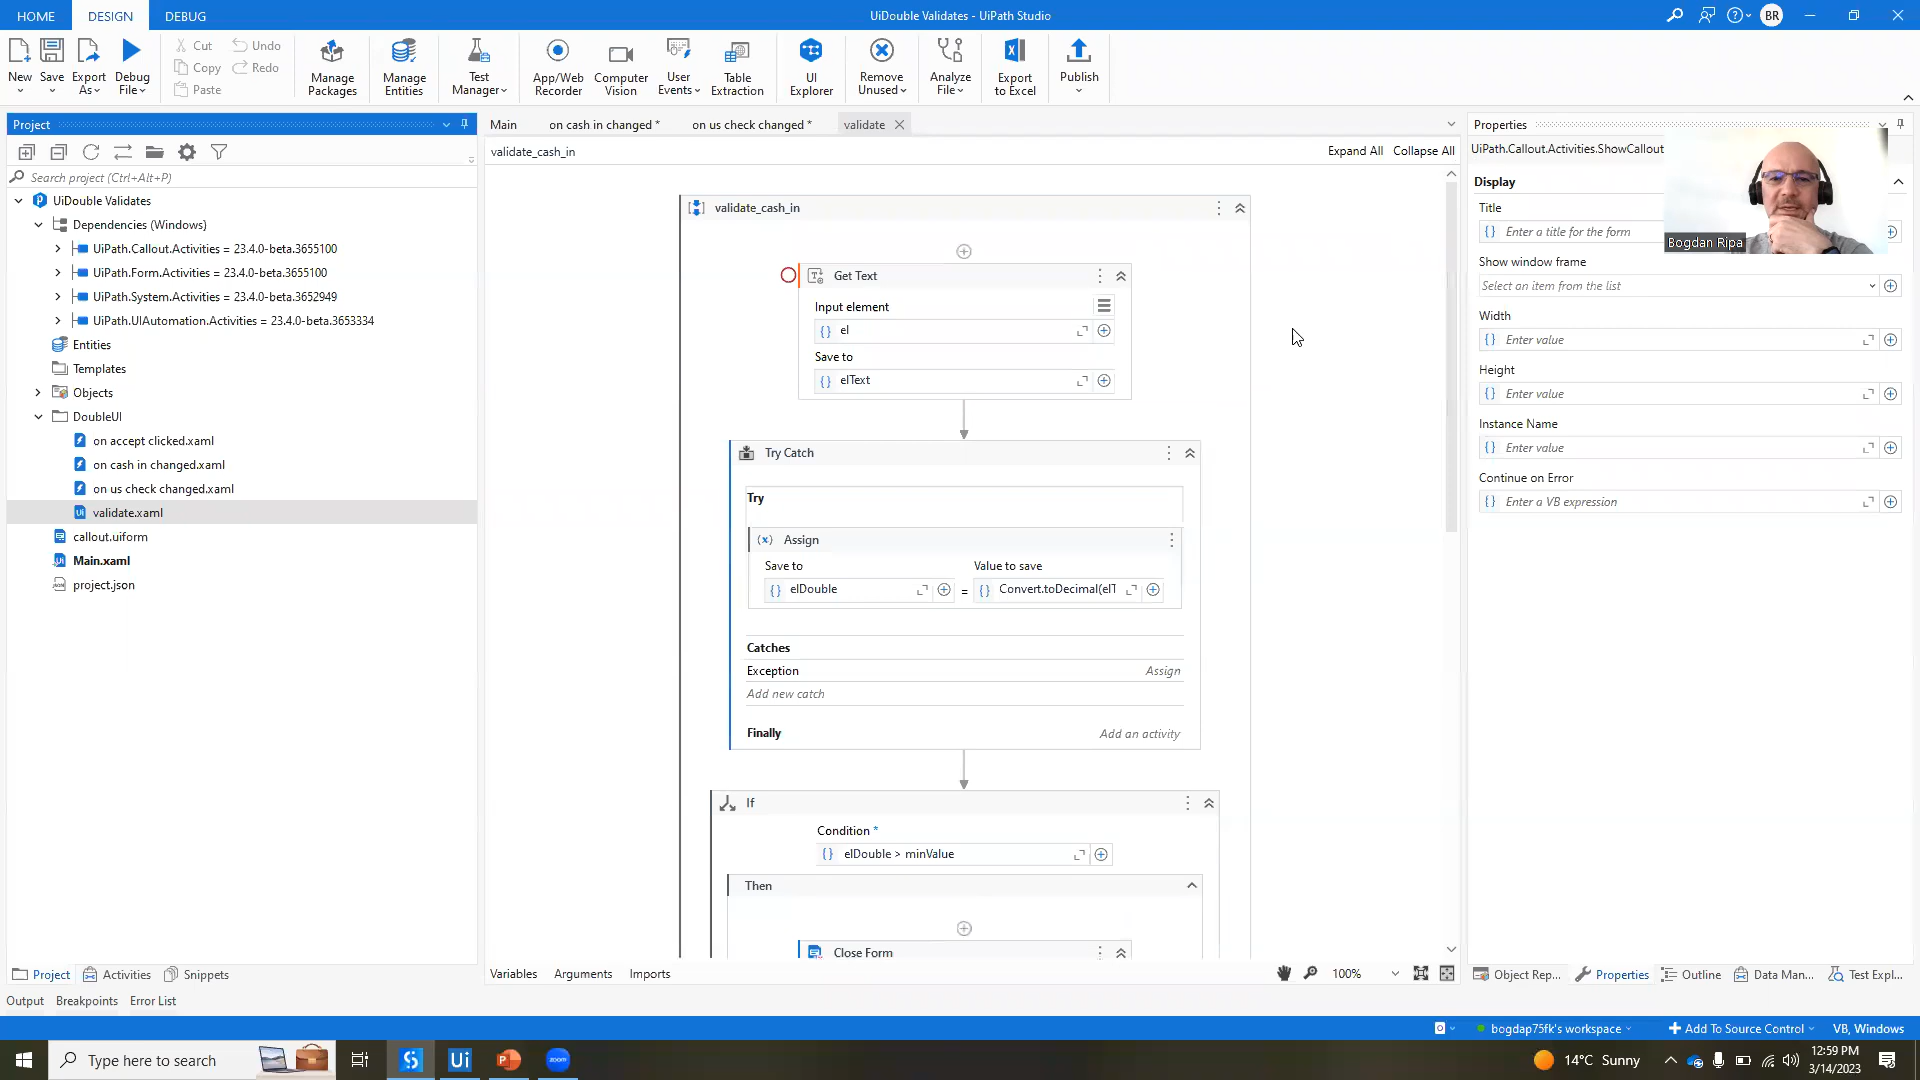 HOME
DESIGN
DEBUG
UiDouble Validates - UiPath Studio
BR
New
Save
Export
As
Debug
File
Cut
Copy
Paste
Undo
Redo
Manage
Packages
Manage
Entities
Test
Manager
App/Web
Recorder
Computer
Vision
User
Events
Table
Extraction
UI
Explorer
Remove
Unused
Analyze
File
Export
to Excel
Publish
Project
Search project (Ctrl+Alt+P)
UiDouble Validates
Dependencies (Windows)
UiPath.Callout.Activities = 23.4.0-beta.3655100
UiPath.Form.Activities = 23.4.0-beta.3655100
UiPath.System.Activities = 23.4.0-beta.3652949
UiPath.UIAutomation.Activities = 23.4.0-beta.3653334
Entities
Templates
Objects
DoubleUI
on accept clicked.xaml
on cash in changed.xaml
on us check changed.xaml
validate.xaml
callout.uiform
Main.xaml
project.json
Main
on cash in changed *
on us check changed *
validate
validate_cash_in
Expand All
Collapse All
validate_cash_in
Get Text
Input element
el
Save to
elText
Try Catch
Try
Assign
Save to
Value to save
elDouble
=
Convert.toDecimal(elT
Catches
Exception
Assign
Add new catch
Finally
Add an activity
If
Condition *
elDouble > minValue
Then
Close Form
Variables
Arguments
Imports
100%
Properties
UiPath.Callout.Activities.ShowCallout
Display
Title
Enter a title for the form
Bogdan Ripa
Show window frame
Select an item from the list
Width
Enter value
Height
Enter value
Instance Name
Enter value
Continue on Error
Enter a VB expression
Project
Activities
Snippets
Object Rep...
Properties
Outline
Data Man...
Test Expl...
Output
Breakpoints
Error List
bogdap75fk's workspace
Add To Source Control
VB, Windows
Type here to search
Ui
zoom
14°C Sunny
12:59 PM
3/14/2023